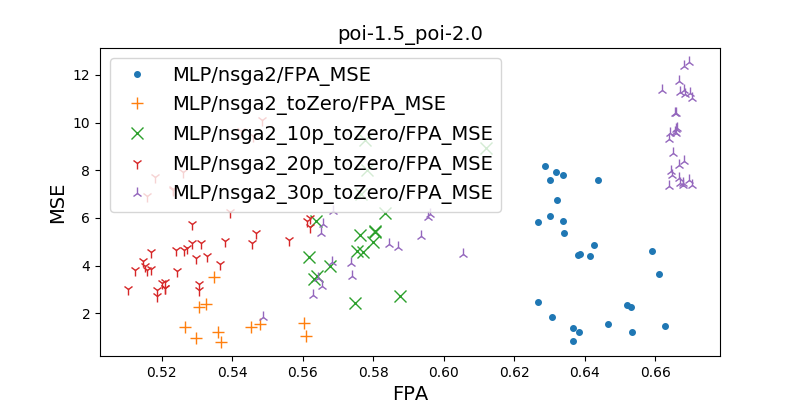 poi-1.5_poi-2.0
MLP/nsga2/FPA_MSE
MLP/nsga2_toZero/FPA_MSE
MLP/nsga2_10p_toZero/FPA_MSE
MLP/nsga2_20p_toZero/FPA_MSE
MLP/nsga2_30p_toZero/FPA_MSE
MSE
12
10
8
6
4
2
0.52 0.54 0.56 0.58 0.60 0.62 0.64 0.66
FPA